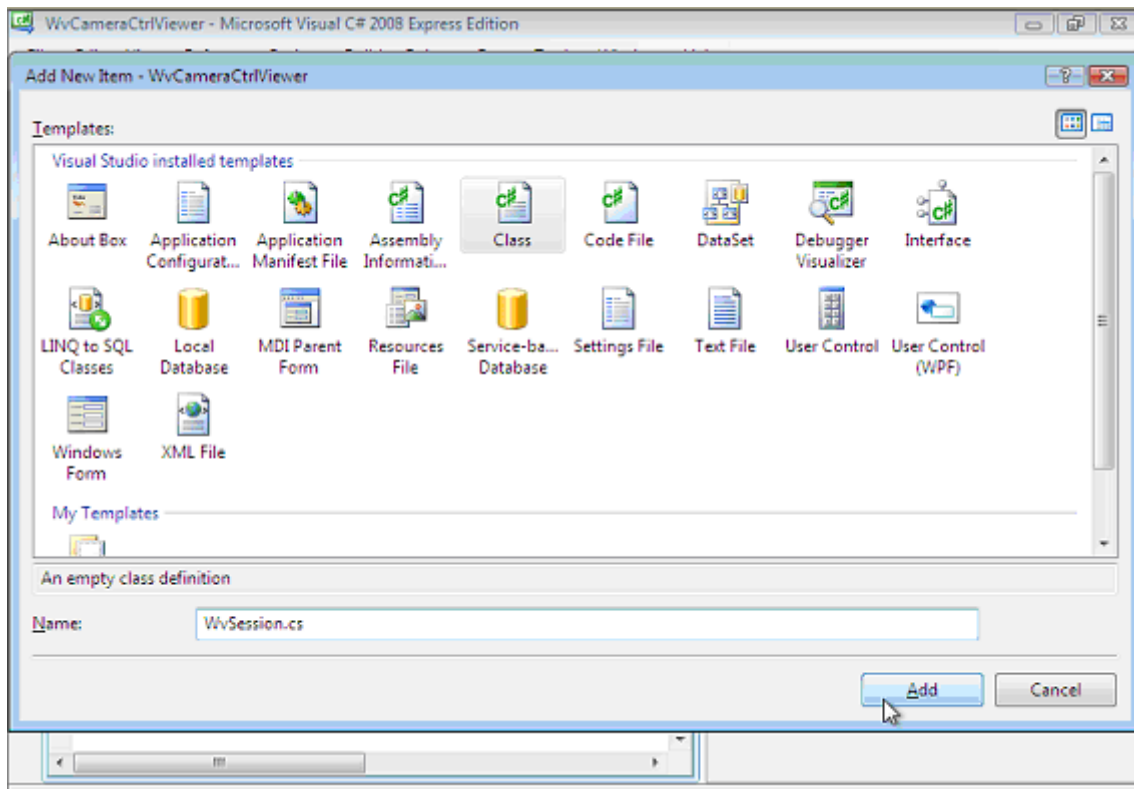 WvCameraCtrlViewer - Microsoft Visual C# 2008 Express Edition
Add New Item - WvCameraCtrlViewer
Templates:
Visual Studio installed templates
About Box
Application Configurat...
Application Manifest File
Assembly Informati...
Class
Code File
DataSet
Debugger Visualizer
Interface
LINQ to SQL Classes
Local Database
MDI Parent Form
Resources File
Service-ba... Database
Settings File
Text File
User Control
User Control (WPF)
Windows Form
XML File
My Templates
An empty class definition
Name:
WvSession.cs
Add
Cancel